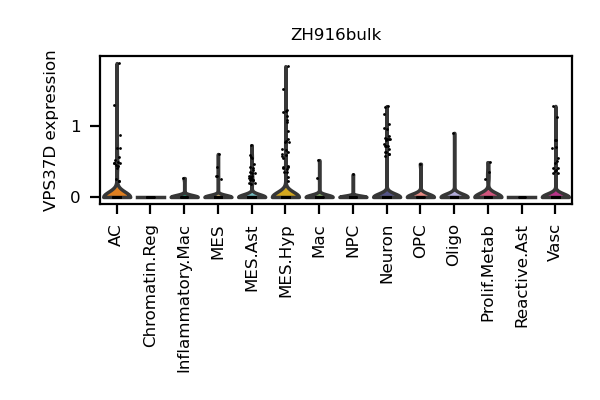 ZH916bulk
VPS37D expression
1
0
AC
Chromatin.Reg
Inflammatory.Mac
MES
MES.Ast
MES.Hyp
Mac
NPC
Neuron
OPC
Oligo
Prolif.Metab
Reactive.Ast
Vasc